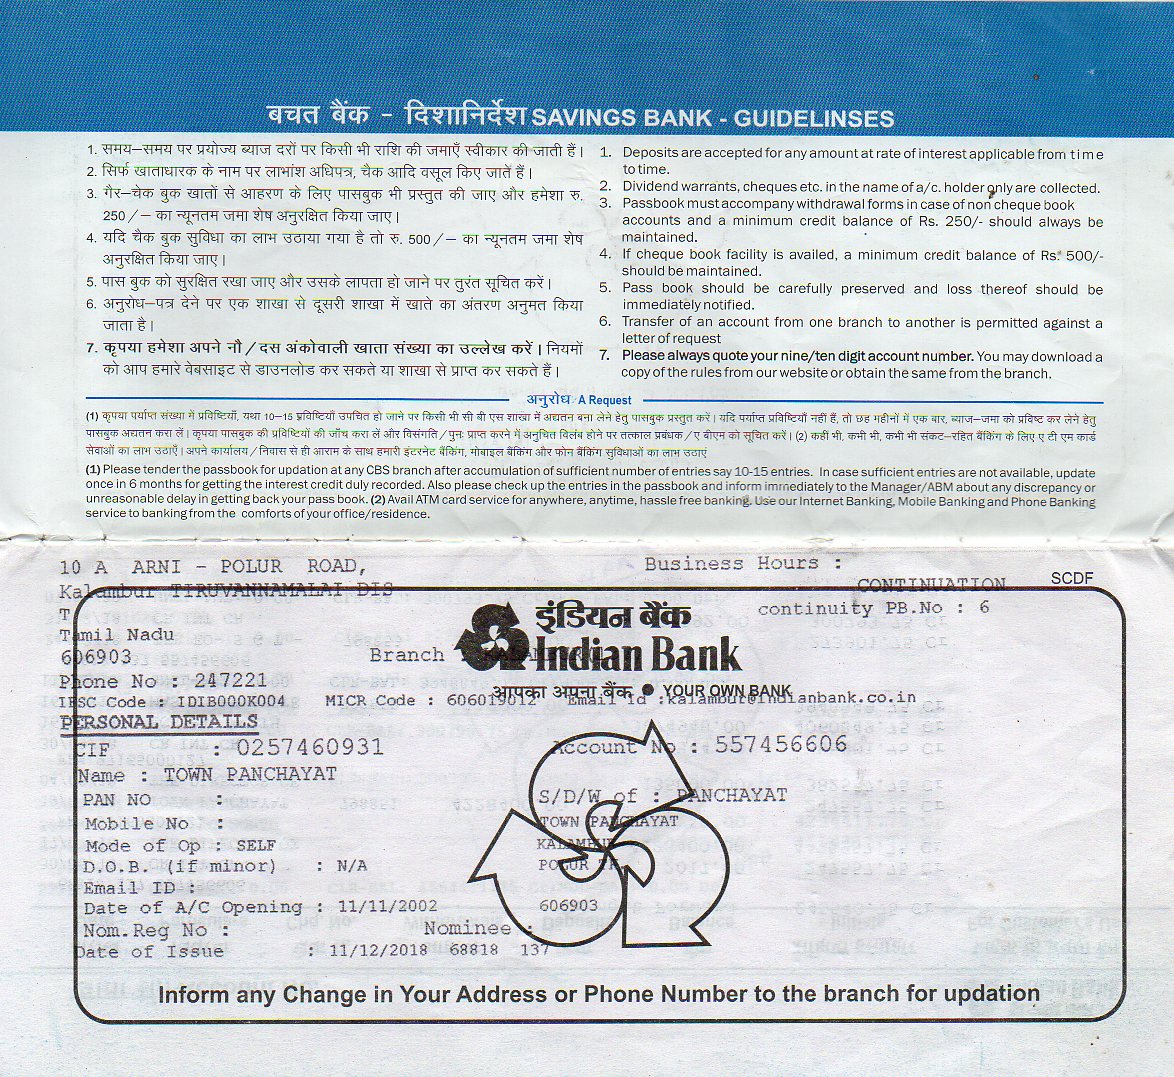 बचत बैंक - दिशानिर्देश SAVINGS BANK - GUIDELINSES
1. समय–समय पर प्रयोज्य ब्याज दरों पर किसी भी राशि की जमाएँ स्वीकार की जाती हैं।
2. सिर्फ खाताधारक के नाम पर लाभांश अधिपत्र, चैक आदि वसूल किए जातें हैं।
3. गैर–चेक बुक खातों से आहरण के लिए पासबुक भी प्रस्तुत की जाए और हमेशा रु.
250/– का न्यूनतम जमा शेष अनुरक्षित किया जाए।
4. यदि चैक बुक सुविधा का लाभ उठाया गया है तो रु. 500/– का न्यूनतम जमा शेष
अनुरक्षित किया जाए।
5. पास बुक को सुरक्षित रखा जाए और उसके लापता हो जाने पर तुरंत सूचित करें।
6. अनुरोध–पत्र देने पर एक शाखा से दूसरी शाखा में खाते का अंतरण अनुमत किया
जाता है।
7. कृपया हमेशा अपने नौ/दस अंकोवाली खाता संख्या का उल्लेख करें। नियमों
को आप हमारे वेबसाइट से डाउनलोड कर सकते या शाखा से प्राप्त कर सकते हैं।
1. Deposits are accepted for any amount at rate of interest applicable from time
to time.
2. Dividend warrants, cheques etc. in the name of a/c. holder only are collected.
3. Passbook must accompany withdrawal forms in case of non cheque book
accounts and a minimum credit balance of Rs. 250/- should always be
maintained.
4. If cheque book facility is availed, a minimum credit balance of Rs. 500/-
should be maintained.
5. Pass book should be carefully preserved and loss thereof should be
immediately notified.
6. Transfer of an account from one branch to another is permitted against a
letter of request
7. Please always quote your nine/ten digit account number. You may download a
copy of the rules from our website or obtain the same from the branch.
अनुरोध A Request
(1) कृपया पर्याप्त संख्या में प्रविष्टियाँ, यथा 10–15 प्रविष्टियाँ उपचित हो जाने पर किसी भी सी बी एस शाखा में अद्यतन बना लेने हेतु पासबुक प्रस्तुत करें। यदि पर्याप्त प्रविष्टियाँ नहीं हैं, तो छह महीनों में एक बार, ब्याज–जमा को प्रविष्ट कर लेने हेतु
पासबुक अद्यतन करा लें। कृपया पासबुक की प्रविष्टियों की जाँच करा लें और विसंगति/पुनः प्राप्त करने में अनुचित विलंब होने पर तत्काल प्रबंधक/ए बीएम को सूचित करें। (2) कहीं भी, कभी भी, कभी भी संकट–रहित बैंकिंग के लिए ए टी एम कार्ड
सेवाओं का लाभ उठाएँ। अपने कार्यालय/निवास से ही आराम के साथ हमारी इंटरनेट बैंकिंग, मोबाइल बैंकिंग और फोन बैंकिंग सुविधाओं का लाभ उठाएं
(1) Please tender the passbook for updation at any CBS branch after accumulation of sufficient number of entries say 10-15 entries. In case sufficient entries are not available, update
once in 6 months for getting the interest credit duly recorded. Also please check up the entries in the passbook and inform immediately to the Manager/ABM about any discrepancy or
unreasonable delay in getting back your pass book. (2) Avail ATM card service for anywhere, anytime, hassle free banking. Use our Internet Banking, Mobile Banking and Phone Banking
service to banking from the comforts of your office/residence.
10 A ARNI - POLUR ROAD, Business Hours :
Kalambur TIRUVANNAMALAI DIS CONTINUATION SCDF
T इंडियन बैंक continuity PB.No : 6
Tamil Nadu
606903 Branch Indian Bank
Phone No : 247221
आपका अपना बैंक ● YOUR OWN BANK
IFSC Code : IDIB000K004 MICR Code : 606019012 Email id :kalambur@indianbank.co.in
PERSONAL DETAILS
CIF : 0257460931 Account No : 557456606
Name : TOWN PANCHAYAT
PAN NO : S/D/W of : PANCHAYAT
Mobile No : TOWN PANCHAYAT
Mode of Op : SELF KALAMBUR
D.O.B. (if minor) : N/A
Email ID :
Date of A/C Opening : 11/11/2002 606903
Nom.Reg No : Nominee :
Date of Issue : 11/12/2018 68818 137
Inform any Change in Your Address or Phone Number to the branch for updation